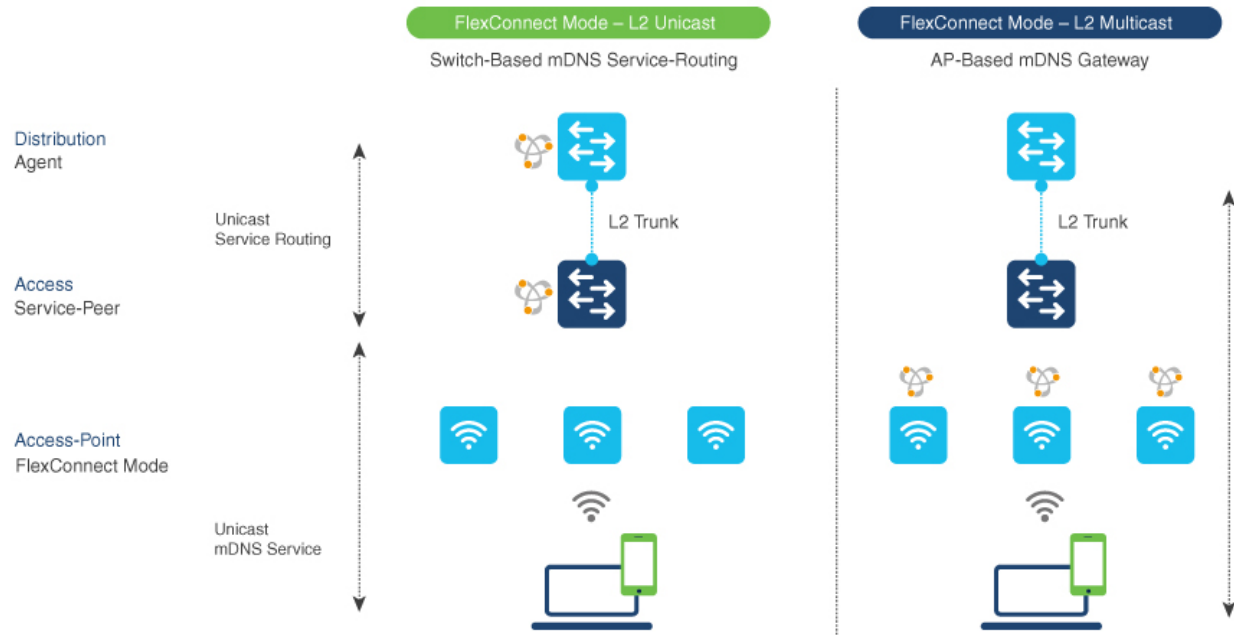 FlexConnect Mode – L2 Unicast
FlexConnect Mode – L2 Multicast
Switch-Based mDNS Service-Routing
AP-Based mDNS Gateway
Distribution
Agent
Unicast
Service Routing
L2 Trunk
L2 Trunk
Access
Service-Peer
Access-Point
FlexConnect Mode
Unicast
mDNS Service